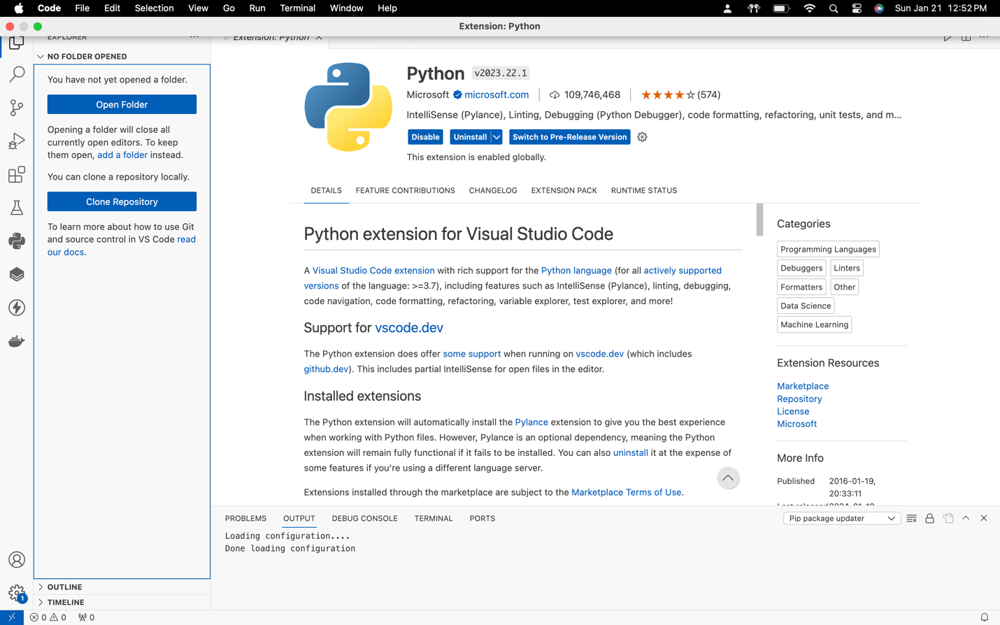 Code File Edit Selection View Go Run Terminal Window Help Sun Jan 21 12:52 PM
Extension: Python
EXPLORER
Extension: Python
NO FOLDER OPENED
You have not yet opened a folder.
Open Folder
Opening a folder will close all
currently open editors. To keep
them open, add a folder instead.
You can clone a repository locally.
Clone Repository
To learn more about how to use Git
and source control in VS Code read
our docs.
OUTLINE
TIMELINE
Python v2023.22.1
Microsoft microsoft.com 109,746,468 (574)
IntelliSense (Pylance), Linting, Debugging (Python Debugger), code formatting, refactoring, unit tests, and m...
Disable Uninstall Switch to Pre-Release Version
This extension is enabled globally.
DETAILS FEATURE CONTRIBUTIONS CHANGELOG EXTENSION PACK RUNTIME STATUS
Python extension for Visual Studio Code
A Visual Studio Code extension with rich support for the Python language (for all actively supported
versions of the language: >=3.7), including features such as IntelliSense (Pylance), linting, debugging,
code navigation, code formatting, refactoring, variable explorer, test explorer, and more!
Support for vscode.dev
The Python extension does offer some support when running on vscode.dev (which includes
github.dev). This includes partial IntelliSense for open files in the editor.
Installed extensions
The Python extension will automatically install the Pylance extension to give you the best experience
when working with Python files. However, Pylance is an optional dependency, meaning the Python
extension will remain fully functional if it fails to be installed. You can also uninstall it at the expense of
some features if you're using a different language server.
Extensions installed through the marketplace are subject to the Marketplace Terms of Use.
Categories
Programming Languages
Debuggers Linters
Formatters Other
Data Science
Machine Learning
Extension Resources
Marketplace
Repository
License
Microsoft
More Info
Published 2016-01-19,
20:33:11
Last released 2024-01-19
PROBLEMS OUTPUT DEBUG CONSOLE TERMINAL PORTS Pip package updater
Loading configuration....
Done loading configuration
1
0 0 0